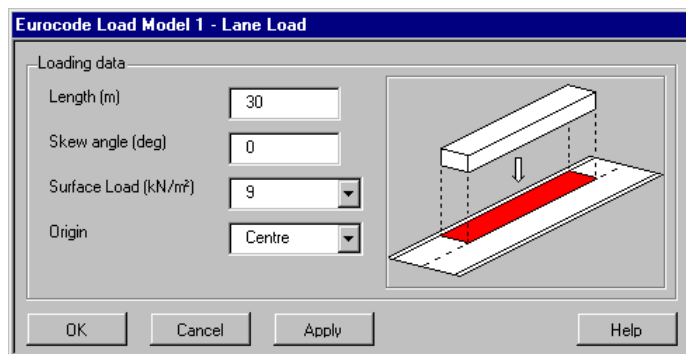 Eurocode Load Model 1 - Lane Load
Loading data
Length (m) 30
Skew angle (deg) 0
Surface Load (kN/m²) 9
Origin Centre
OK Cancel Apply Help